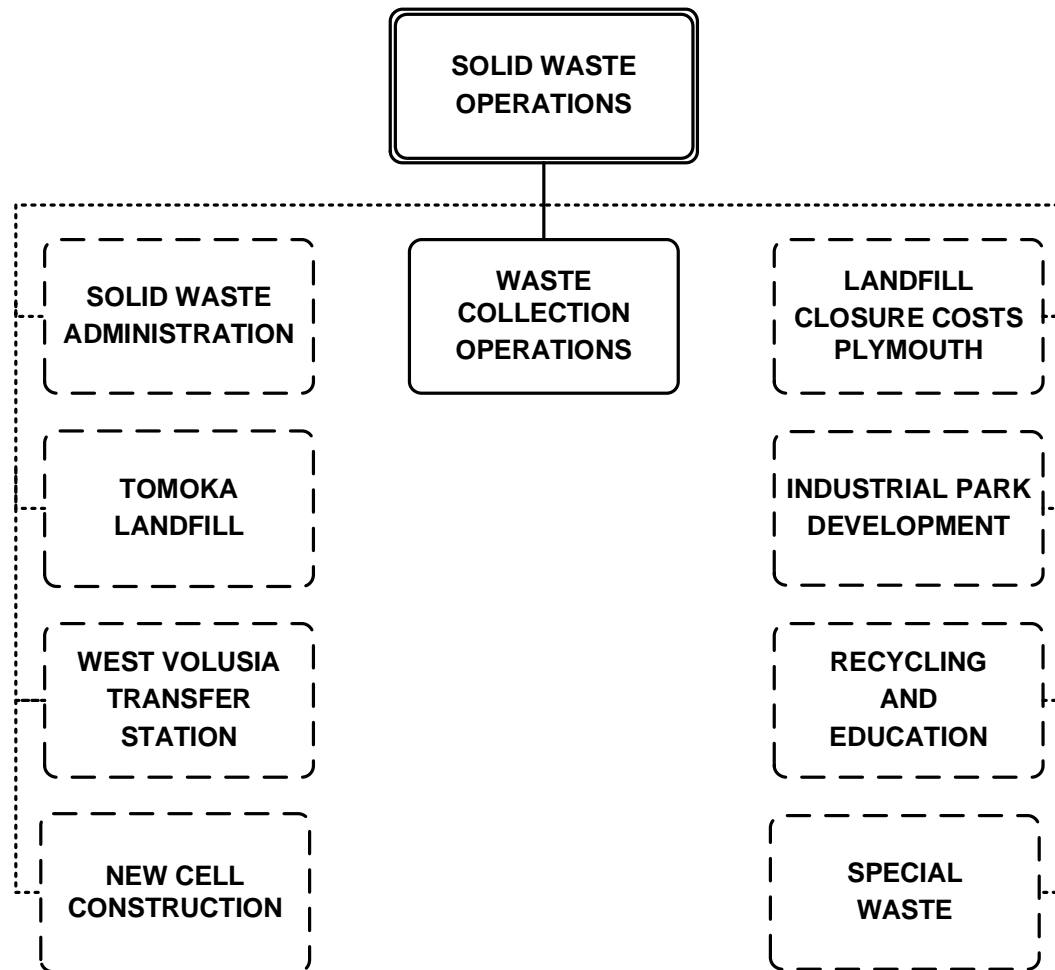 SOLID WASTE
OPERATIONS
SOLID WASTE
ADMINISTRATION
WASTE
COLLECTION
OPERATIONS
LANDFILL
CLOSURE COSTS
PLYMOUTH
TOMOKA
LANDFILL
INDUSTRIAL PARK
DEVELOPMENT
WEST VOLUSIA
TRANSFER
STATION
RECYCLING
AND
EDUCATION
NEW CELL
CONSTRUCTION
SPECIAL
WASTE